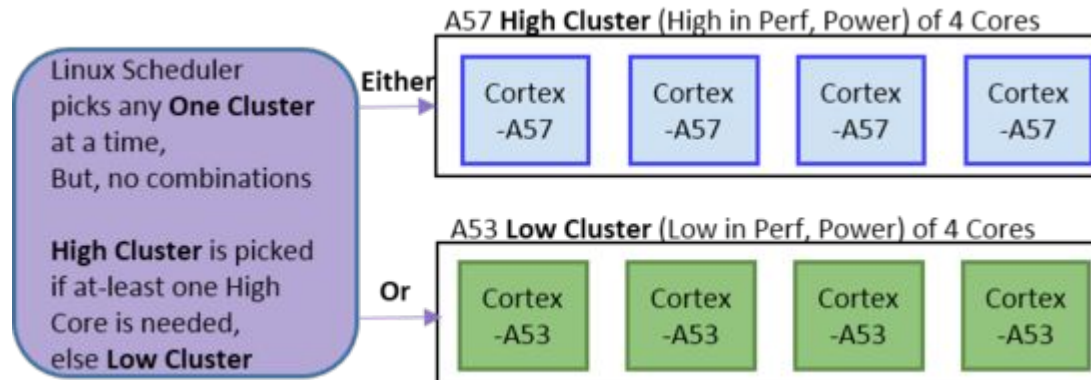 A57 High Cluster (High in Perf, Power) of 4 Cores
Linux Scheduler
picks any One Cluster
at a time,
But, no combinations
High Cluster is picked
if at-least one High
Core is needed,
else Low Cluster
Either
Cortex
-A57
Cortex
-A57
Cortex
-A57
Cortex
-A57
A53 Low Cluster (Low in Perf, Power) of 4 Cores
Or
Cortex
-A53
Cortex
-A53
Cortex
-A53
Cortex
-A53